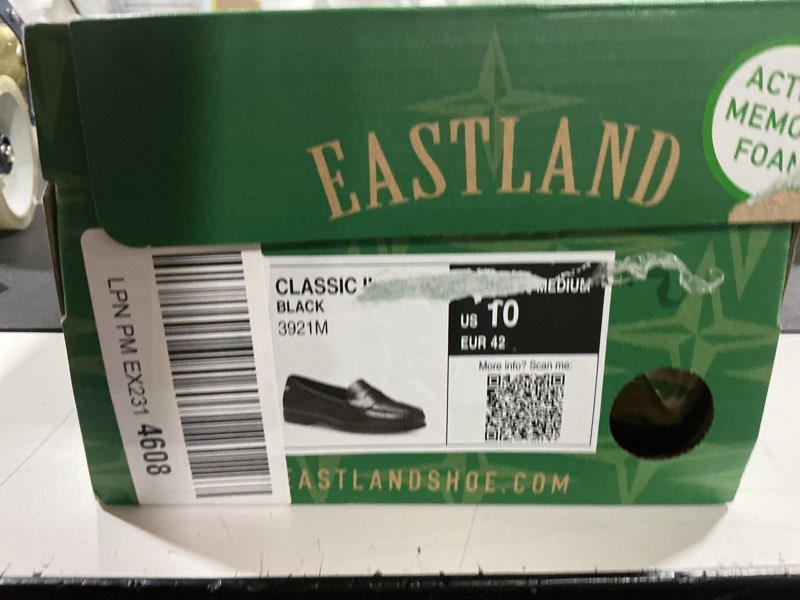 EASTLAND
ACT
MEMO
FOAM
CLASSIC II
BLACK
3921M
MEDIUM
US 10
EUR 42
More info? Scan me:
EASTLANDSHOE.COM
LPN PM EX231 4608